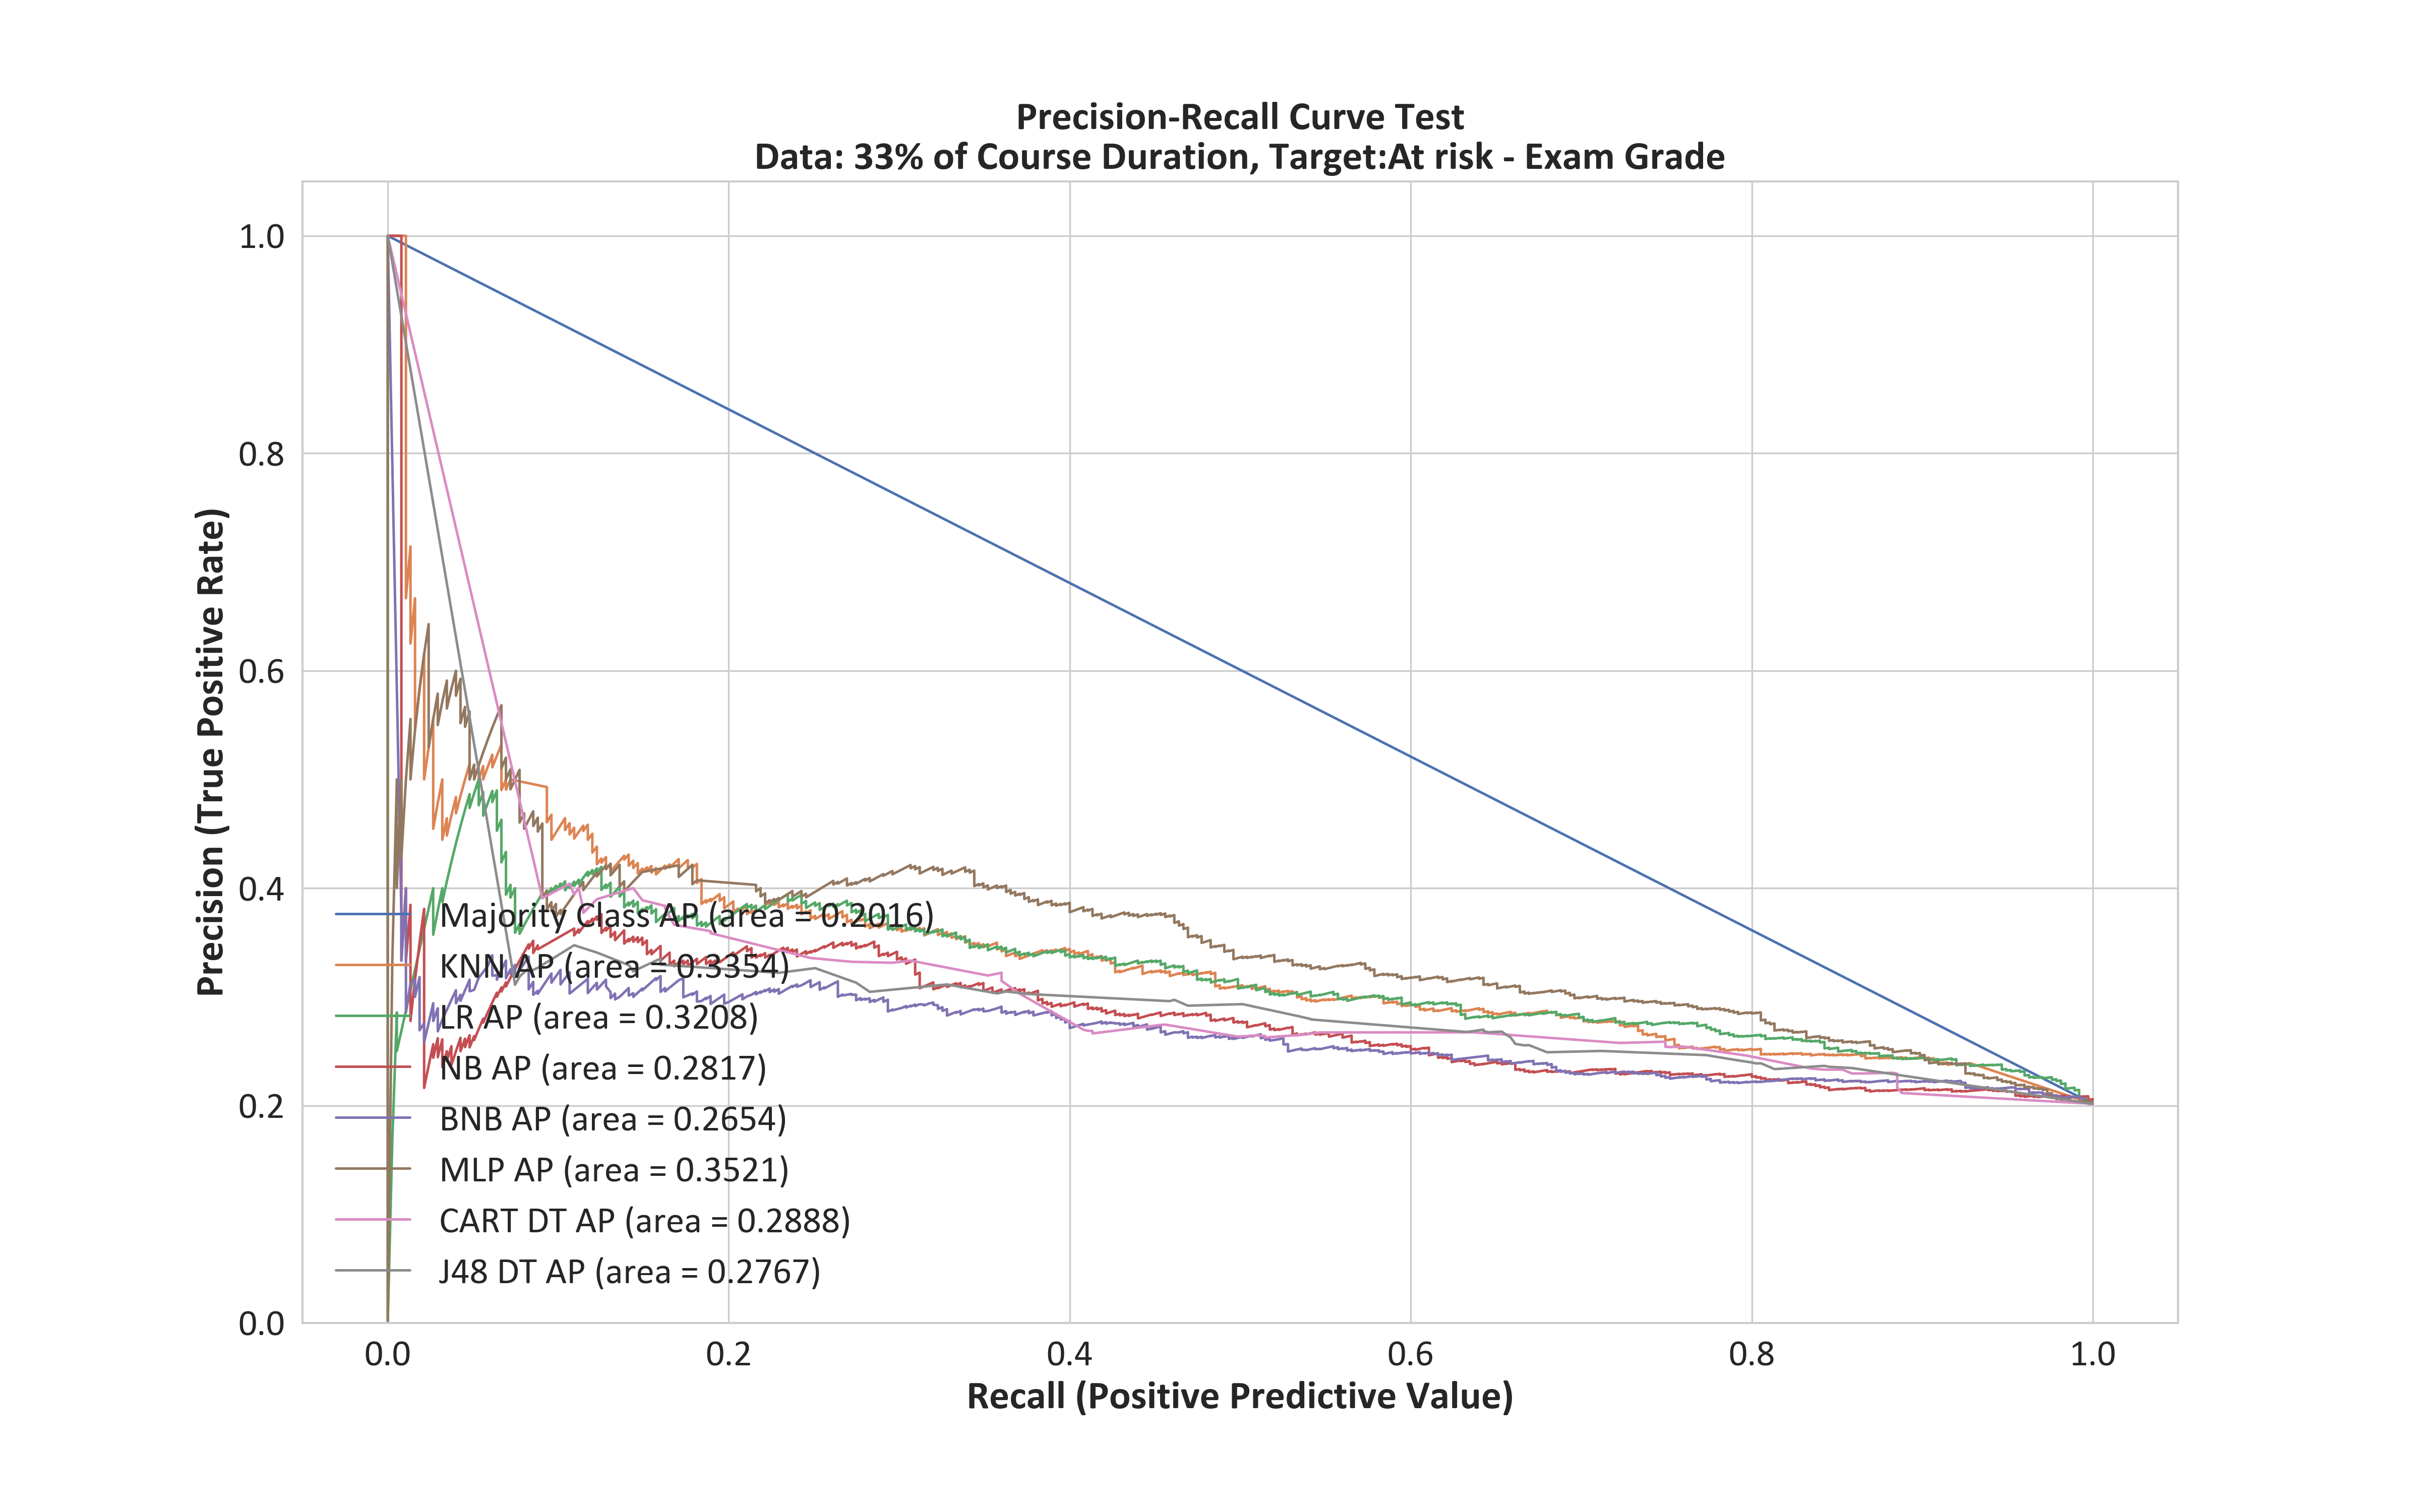 Precision-Recall Curve Test
Data: 33% of Course Duration, Target:At risk - Exam Grade
Precision (True Positive Rate)
1.0
0.8
0.6
0.4
0.2
0.0
Majority Class AP (area = 0.2016)
KNN AP (area = 0.3354)
LR AP (area = 0.3208)
NB AP (area = 0.2817)
BNB AP (area = 0.2654)
MLP AP (area = 0.3521)
CART DT AP (area = 0.2888)
J48 DT AP (area = 0.2767)
0.0 0.2 0.4 0.6 0.8 1.0
Recall (Positive Predictive Value)